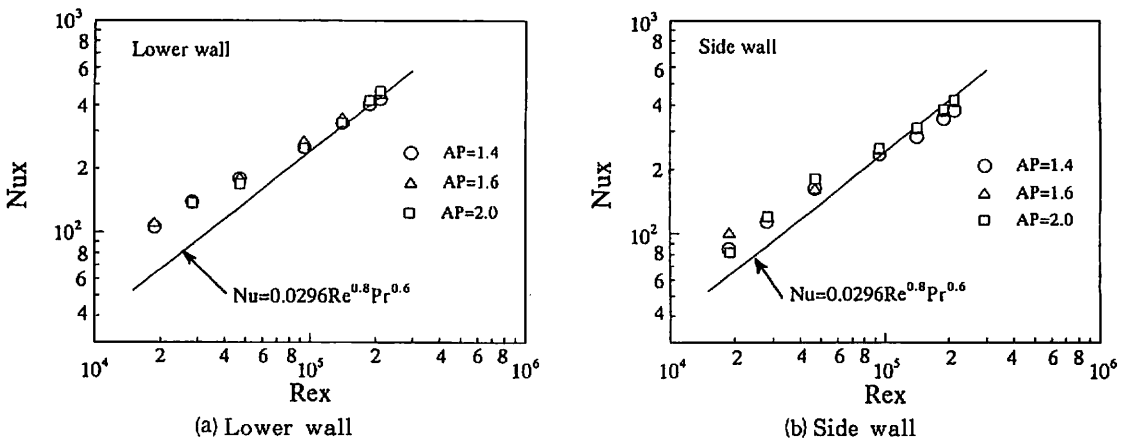 10³
8
6
4
2
10²
8
6
4
Nux
Lower wall
○ AP=1.4
△ AP=1.6
□ AP=2.0
Nu=0.0296Re^0.8Pr^0.6
10⁴ 2 4 6 8 10⁵ 2 4 6 8 10⁶
Rex
(a) Lower wall
10³
8
6
4
2
10²
8
6
4
Nux
Side wall
○ AP=1.4
△ AP=1.6
□ AP=2.0
Nu=0.0296Re^0.8Pr^0.6
10⁴ 2 4 6 8 10⁵ 2 4 6 8 10⁶
Rex
(b) Side wall